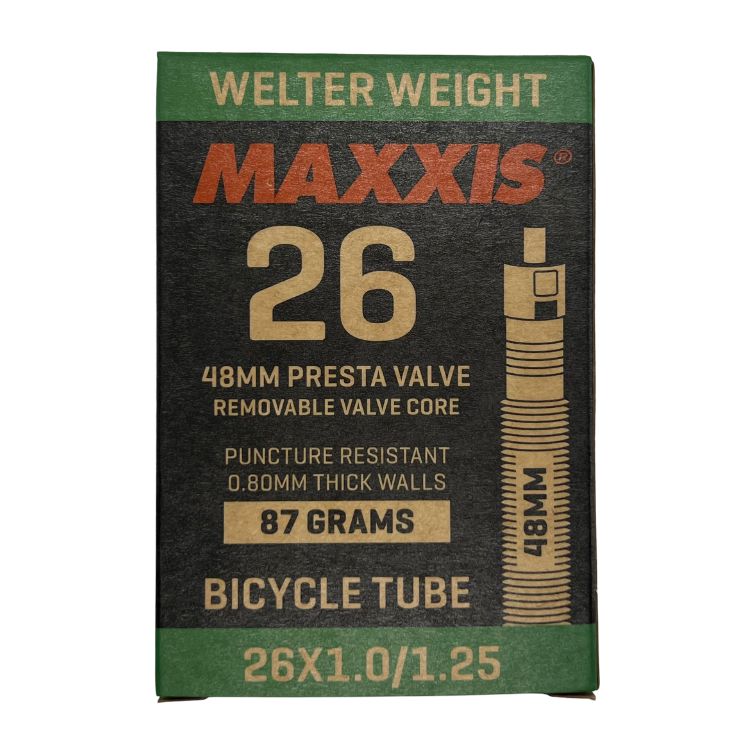 WELTER WEIGHT
MAXXIS®
26
48MM PRESTA VALVE
REMOVABLE VALVE CORE
PUNCTURE RESISTANT
0.80MM THICK WALLS
87 GRAMS
48MM
BICYCLE TUBE
26X1.0/1.25